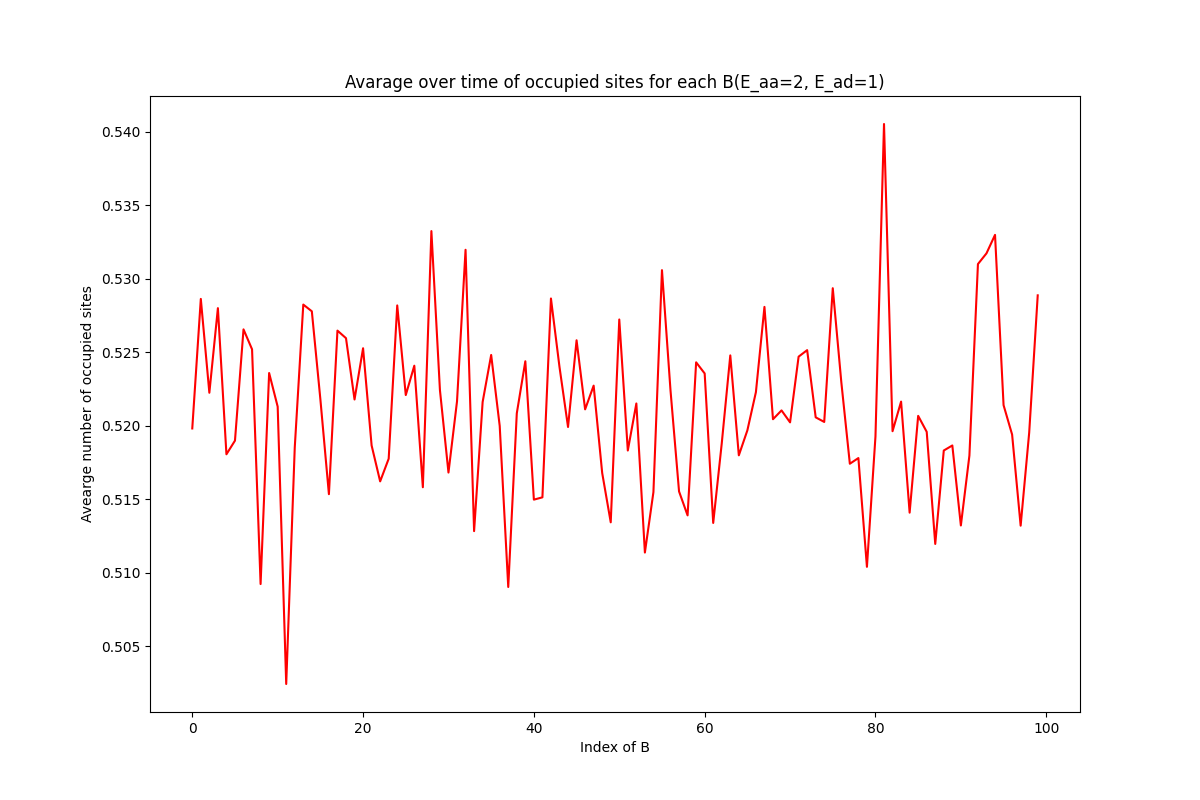 Avarage over time of occupied sites for each B(E_aa=2, E_ad=1)
0.540
0.535
0.530
0.525
0.520
0.515
0.510
0.505
Avearge number of occupied sites
0 20 40 60 80 100
Index of B